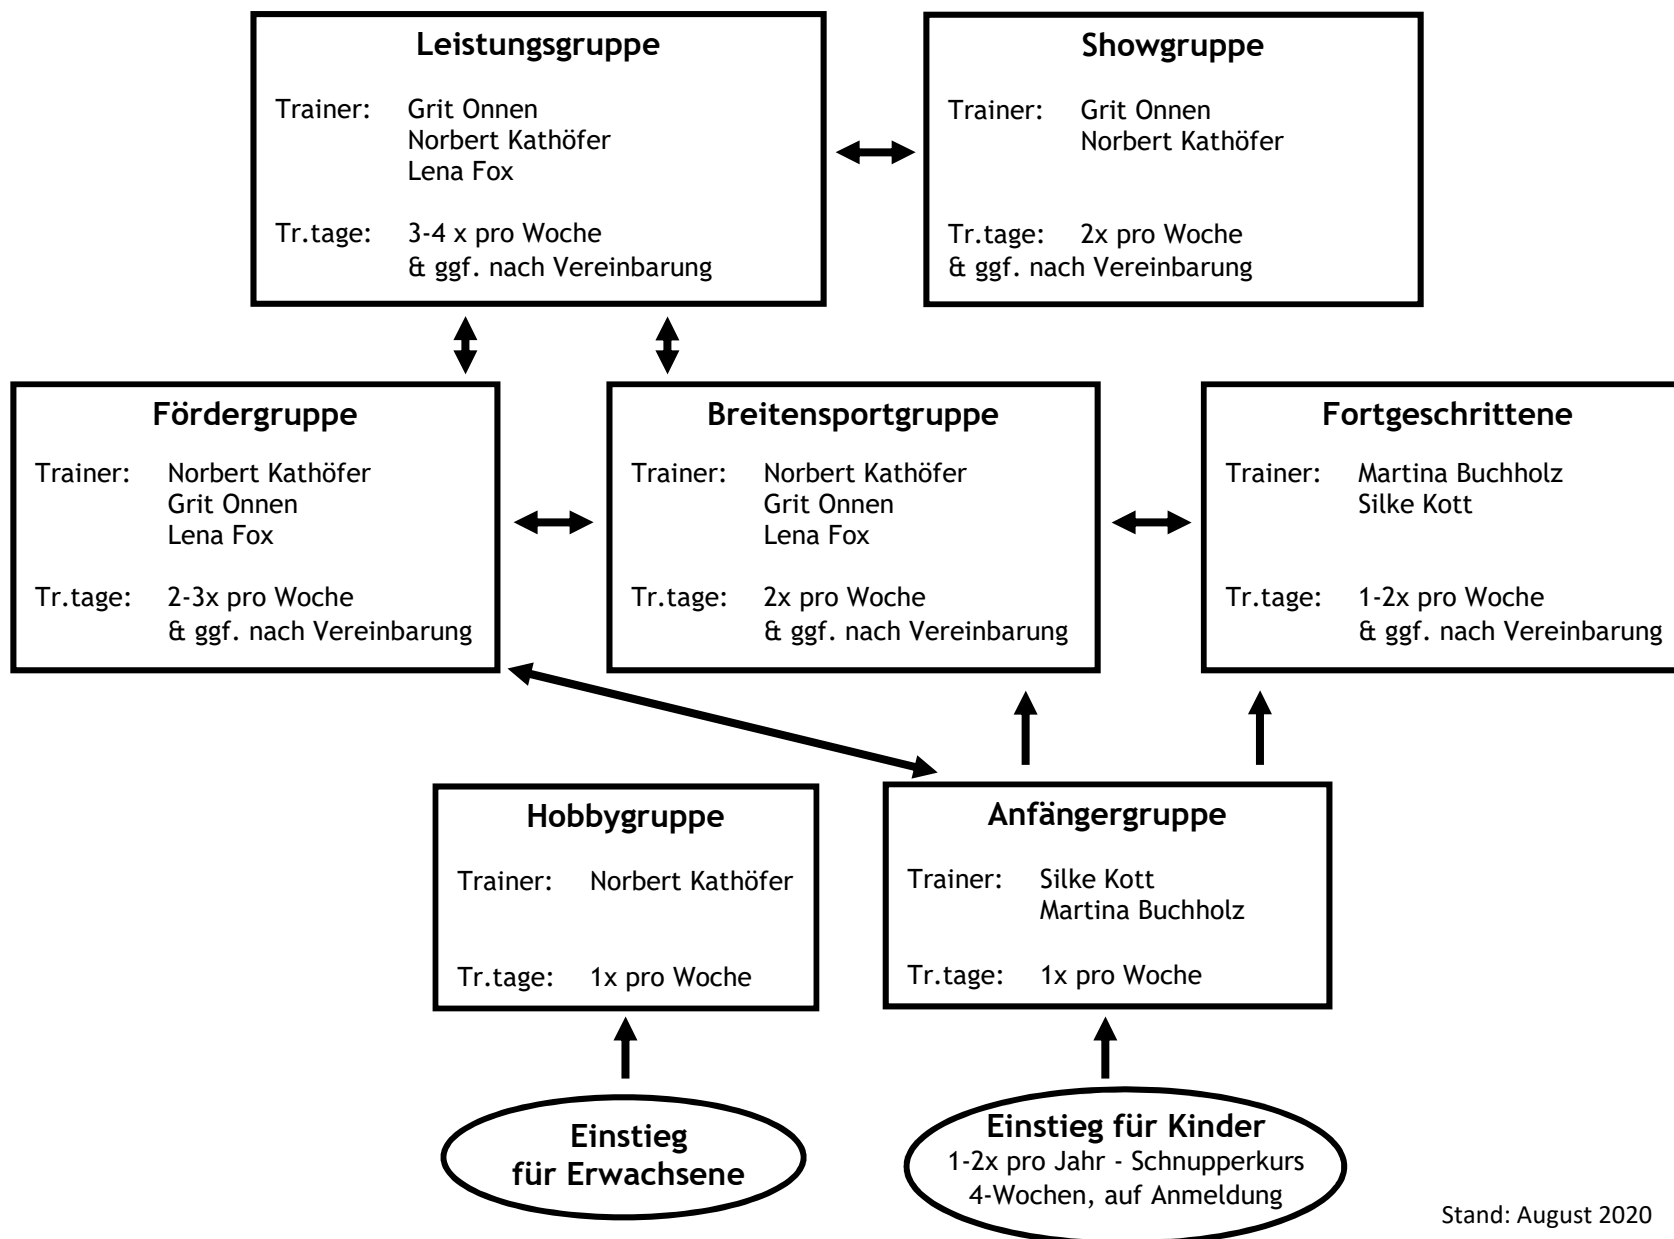 Leistungsgruppe
Trainer: Grit Onnen
Norbert Kathöfer
Lena Fox
Tr.tage: 3-4 x pro Woche
& ggf. nach Vereinbarung
Showgruppe
Trainer: Grit Onnen
Norbert Kathöfer
Tr.tage: 2x pro Woche
& ggf. nach Vereinbarung
Fördergruppe
Trainer: Norbert Kathöfer
Grit Onnen
Lena Fox
Tr.tage: 2-3x pro Woche
& ggf. nach Vereinbarung
Breitensportgruppe
Trainer: Norbert Kathöfer
Grit Onnen
Lena Fox
Tr.tage: 2x pro Woche
& ggf. nach Vereinbarung
Fortgeschrittene
Trainer: Martina Buchholz
Silke Kott
Tr.tage: 1-2x pro Woche
& ggf. nach Vereinbarung
Hobbygruppe
Trainer: Norbert Kathöfer
Tr.tage: 1x pro Woche
Anfängergruppe
Trainer: Silke Kott
Martina Buchholz
Tr.tage: 1x pro Woche
Einstieg
für Erwachsene
Einstieg für Kinder
1-2x pro Jahr - Schnupperkurs
4-Wochen, auf Anmeldung
Stand: August 2020